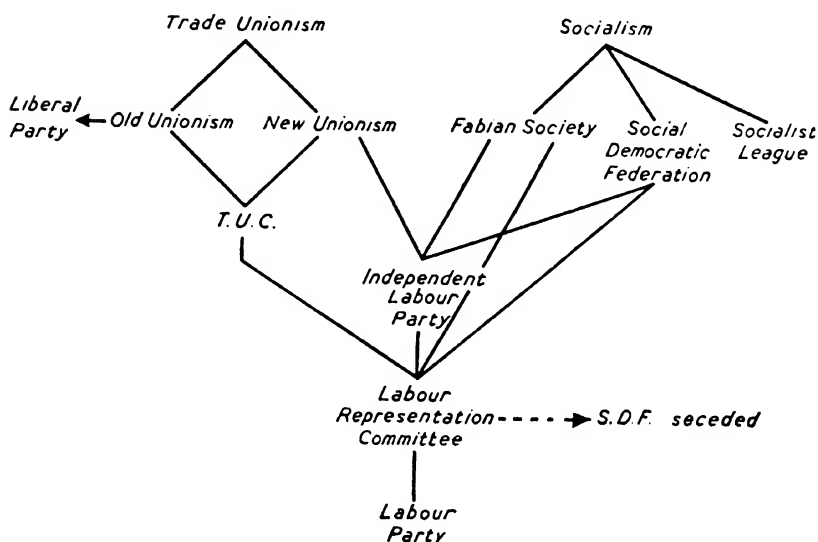 Trade Unionism
Socialism
Liberal
Party
Old Unionism
New Unionism
Fabian Society
Social
Democratic
Federation
Socialist
League
T.U.C.
Independent
Labour
Party
Labour
Representation
Committee
S.D.F. seceded
Labour
Party